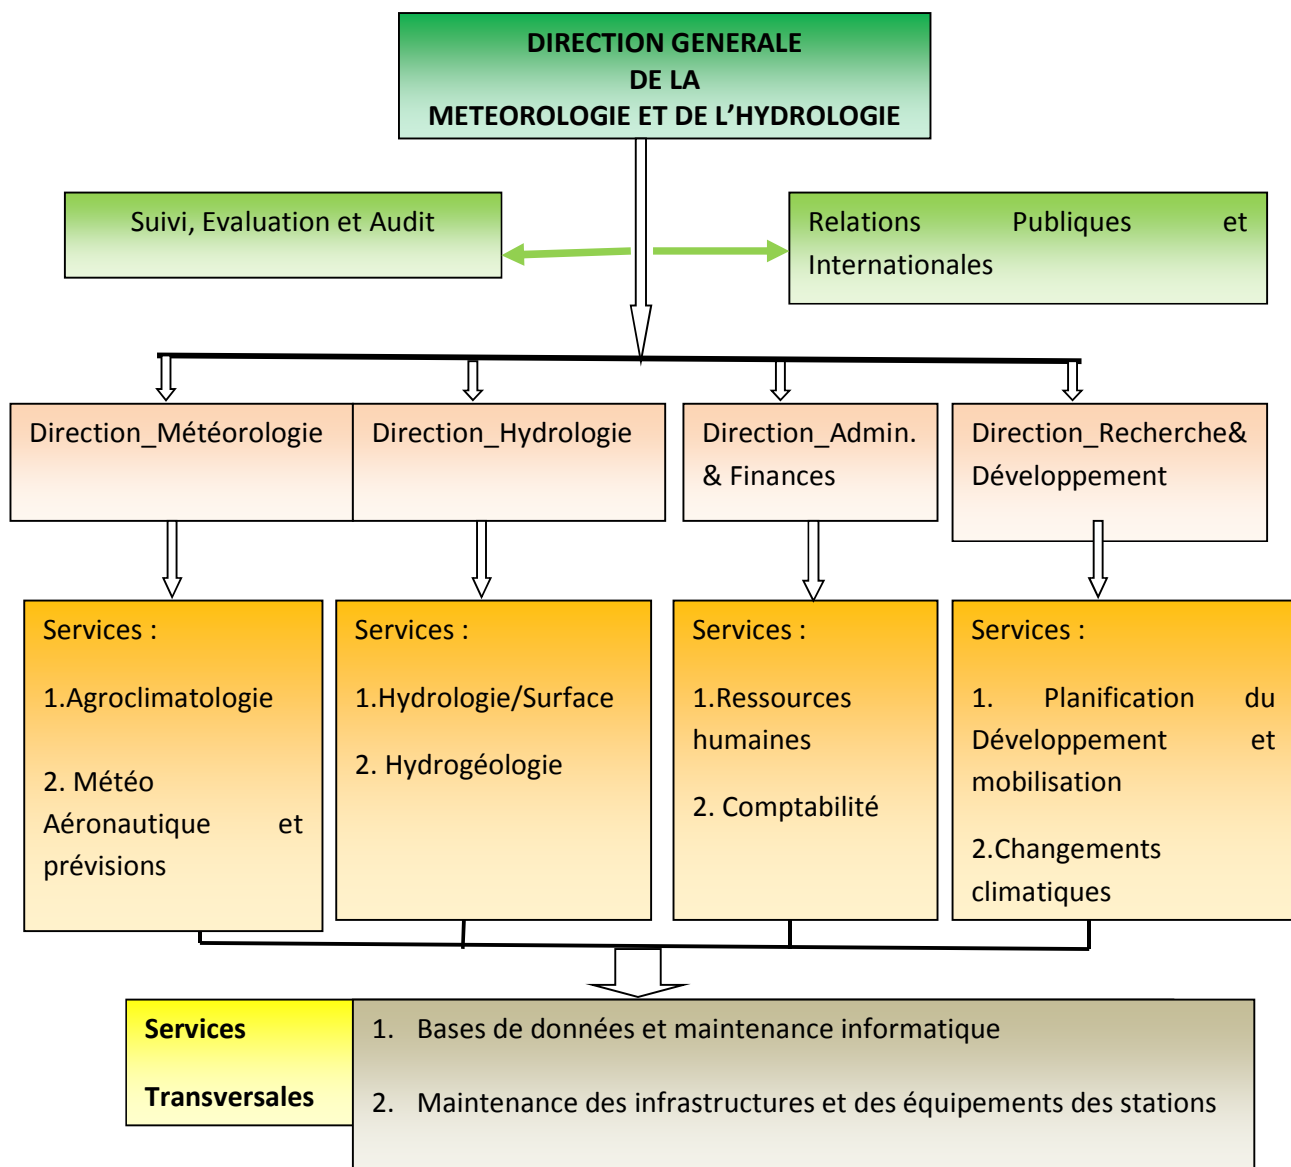 DIRECTION GENERALE
DE LA
METEOROLOGIE ET DE L’HYDROLOGIE
Suivi, Evaluation et Audit
Relations Publiques et
Internationales
Direction_Météorologie
Direction_Hydrologie
Direction_Admin.
& Finances
Direction_Recherche&
Développement
Services :
1.Agroclimatologie
2. Météo
Aéronautique et
prévisions
Services :
1.Hydrologie/Surface
2. Hydrogéologie
Services :
1.Ressources
humaines
2. Comptabilité
Services :
1. Planification du
Développement et
mobilisation
2.Changements
climatiques
Services
Transversales
1. Bases de données et maintenance informatique
2. Maintenance des infrastructures et des équipements des stations